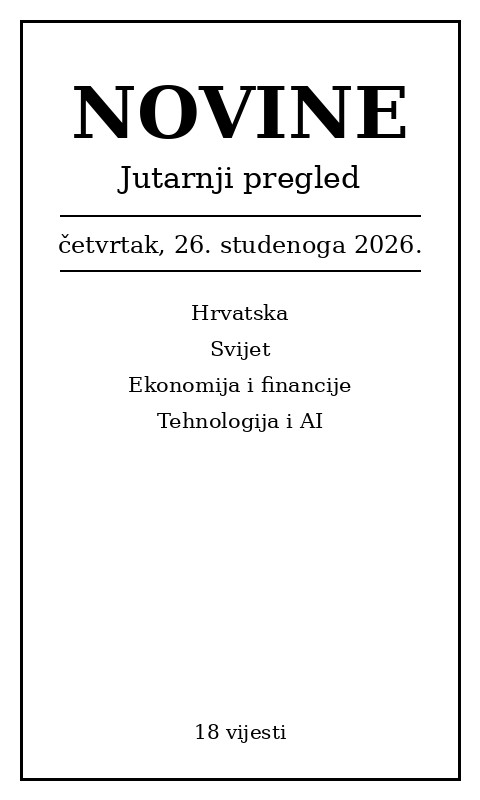 NOVINE
Jutarnji pregled
četvrtak, 26. studenoga 2026.
Hrvatska
Svijet
Ekonomija i financije
Tehnologija i AI
18 vijesti